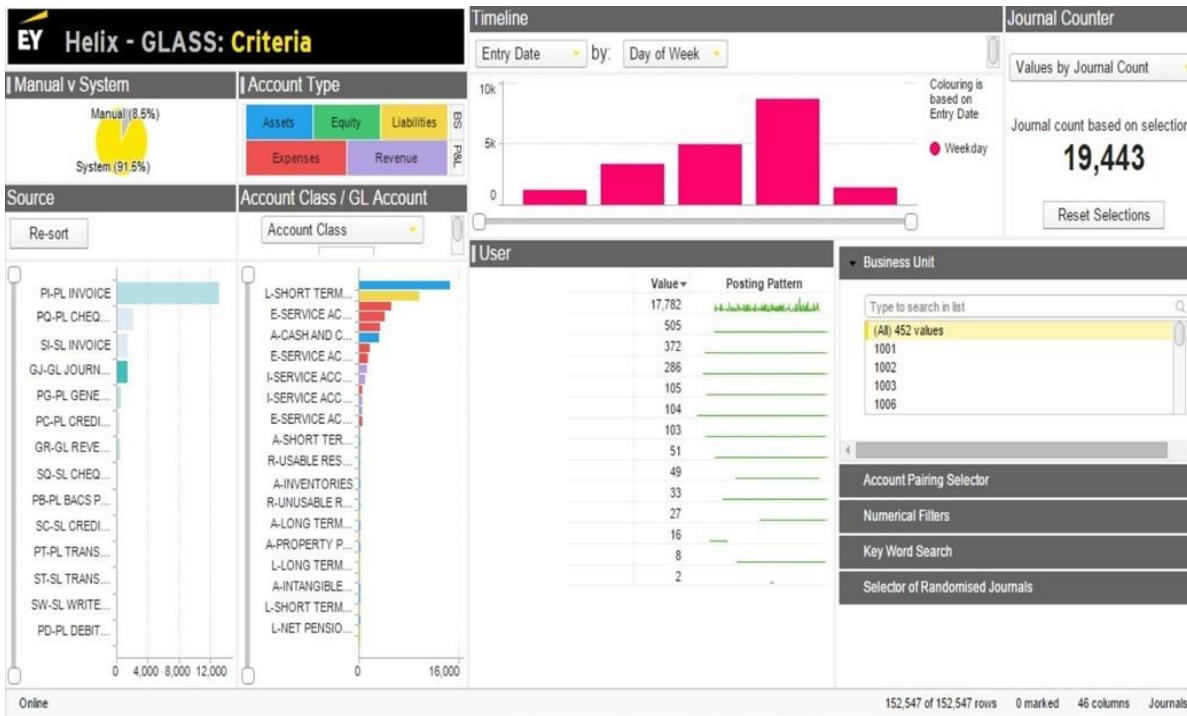 EY Helix - GLASS: Criteria
Manual v System
Manual (8.5%)
System (91.5%)
Account Type
Assets
Equity
Liabilities
BS
Expenses
Revenue
P&L
Source
Re-sort
PI-PL INVOICE
PQ-PL CHEQ...
SI-SL INVOICE
GJ-GL JOURN...
PG-PL GENE...
PC-PL CREDI...
GR-GL REVE...
SQ-SL CHEQ...
PB-PL BACS P...
SC-SL CREDI...
PT-PL TRANS...
ST-SL TRANS...
SW-SL WRITE...
PD-PL DEBIT...
0 4,000 8,000 12,000
Account Class / GL Account
Account Class
L-SHORT TERM...
E-SERVICE AC...
A-CASH AND C...
E-SERVICE AC...
I-SERVICE ACC...
I-SERVICE ACC...
E-SERVICE AC...
A-SHORT TER...
R-USABLE RES...
A-INVENTORIES
R-UNUSABLE R...
A-LONG TERM...
A-PROPERTY P...
L-LONG TERM...
A-INTANGIBLE...
L-SHORT TERM...
L-NET PENSIO...
0 16,000
Timeline
Entry Date by: Day of Week
10k
5k
0
Colouring is
based on
Entry Date
Weekday
Journal Counter
Values by Journal Count
Journal count based on selection
19,443
Reset Selections
User
Value Posting Pattern
17,782
505
372
286
105
104
103
51
49
33
27
16
8
2
Business Unit
Type to search in list
(All) 452 values
1001
1002
1003
1006
Account Pairing Selector
Numerical Filters
Key Word Search
Selector of Randomised Journals
Online
152,547 of 152,547 rows 0 marked 46 columns Journals